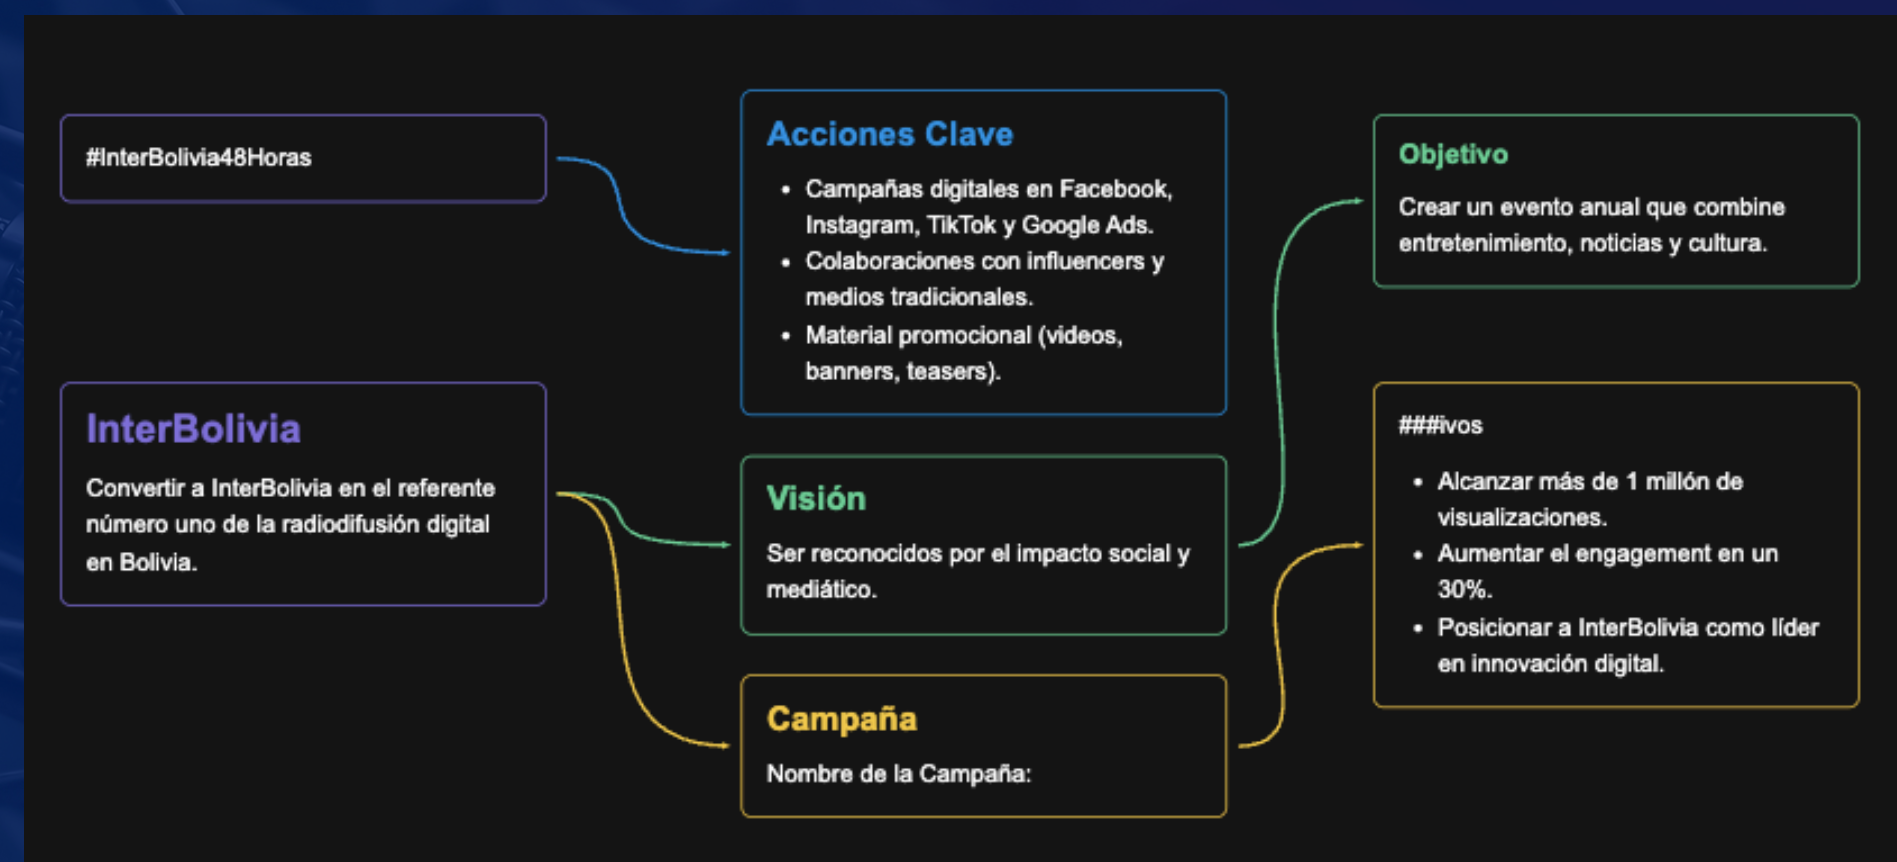 #InterBolivia48Horas
InterBolivia
Convertir a InterBolivia en el referente
número uno de la radiodifusión digital
en Bolivia.
Acciones Clave
• Campañas digitales en Facebook,
Instagram, TikTok y Google Ads.
• Colaboraciones con influencers y
medios tradicionales.
• Material promocional (videos,
banners, teasers).
Visión
Ser reconocidos por el impacto social y
mediático.
Campaña
Nombre de la Campaña:
Objetivo
Crear un evento anual que combine
entretenimiento, noticias y cultura.
###ivos
• Alcanzar más de 1 millón de
visualizaciones.
• Aumentar el engagement en un
30%.
• Posicionar a InterBolivia como líder
en innovación digital.